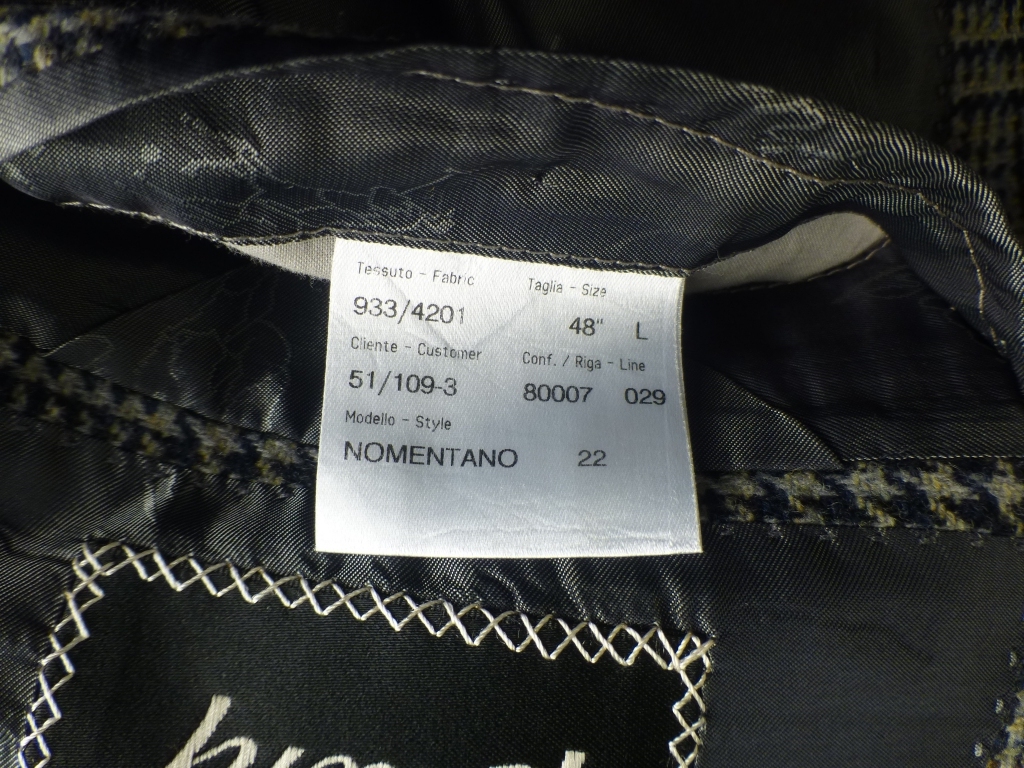 Tessuto - Fabric Taglia - Size
933/4201 48" L
Cliente - Customer Conf. / Riga - Line
51/109-3 80007 029
Modello - Style
NOMENTANO 22